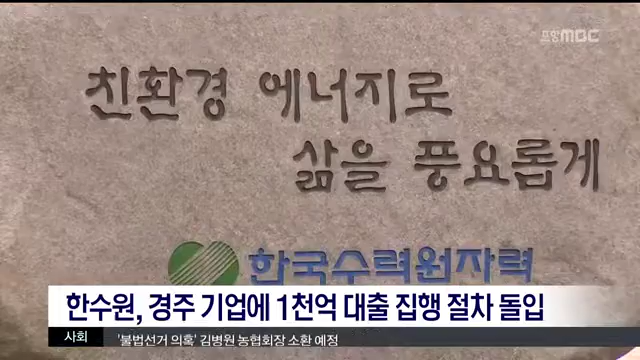 포항MBC
친환경 에너지로
삶을 풍요롭게
한국수력원자력
한수원, 경주 기업에 1천억 대출 집행 절차 돌입
사회 '불법선거 의혹' 김병원 농협회장 소환 예정